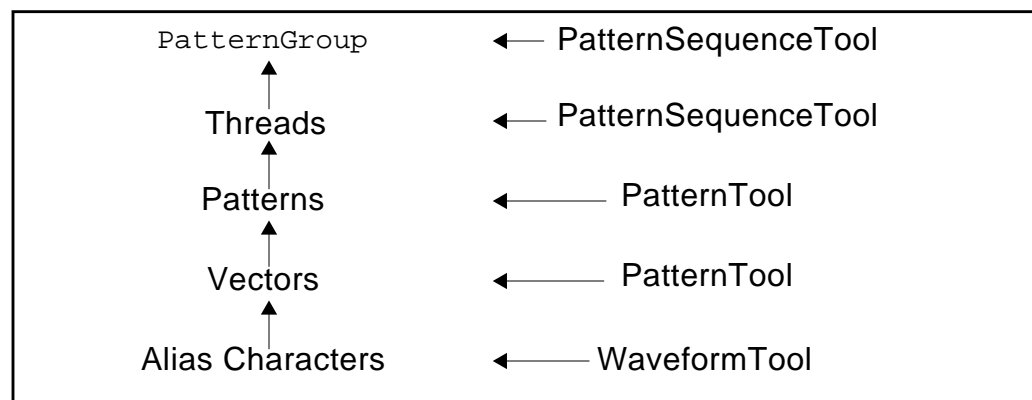 PatternGroup PatternSequenceTool
Threads PatternSequenceTool
Patterns PatternTool
Vectors PatternTool
Alias Characters WaveformTool